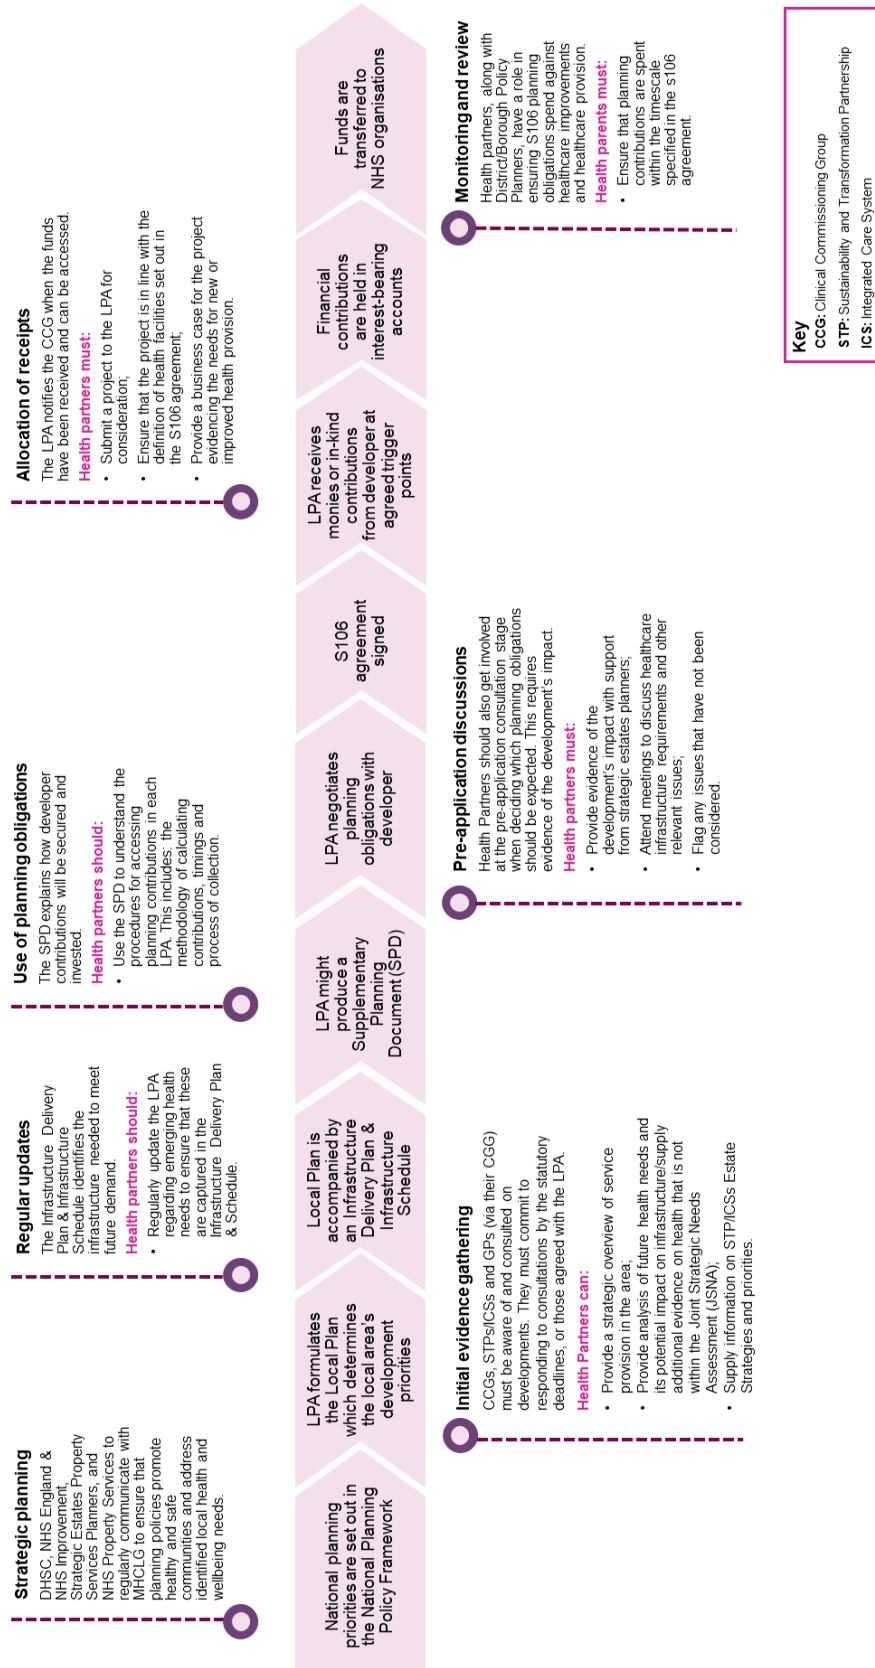 Strategic planning
DHSC, NHS England &
NHS Improvement,
Strategic Estates Property
Services Planners, and
NHS Property Services to
regularly communicate with
MHCLG to ensure that
planning policies promote
healthy and safe
communities and address
identified local health and
wellbeing needs.
Regular updates
The Infrastructure Delivery
Plan & Infrastructure
Schedule identifies the
infrastructure needed to meet
future demand.
Health partners should:
• Regularly update the LPA
regarding emerging health
needs to ensure that these
are captured in the
Infrastructure Delivery Plan
& Schedule.
Use of planning obligations
The SPD explains how developer
contributions will be secured and
invested.
Health partners should:
• Use the SPD to understand the
procedures for accessing
planning contributions in each
LPA. This includes; the
methodology of calculating
contributions, timings and
process of collection.
Allocation of receipts
The LPA notifies the CCG when the funds
have been received and can be accessed.
Health partners must:
• Submit a project to the LPA for
consideration;
• Ensure that the project is in line with the
definition of health facilities set out in
the S106 agreement;
• Provide a business case for the project
evidencing the needs for new or
improved health provision.
National planning
priorities are set out in
the National Planning
Policy Framework
LPA formulates
the Local Plan
which determines
the local area's
development
priorities
Local Plan is
accompanied by
an Infrastructure
Delivery Plan &
Infrastructure
Schedule
LPA might
produce a
Supplementary
Planning
Document (SPD)
LPA negotiates
planning
obligations with
developer
S106
agreement
signed
LPA receives
monies or in-kind
contributions
from developer at
agreed trigger
points
Financial
contributions
are held in
interest-bearing
accounts
Funds are
transferred to
NHS organisations
Initial evidence gathering
CCGs, STPs/ICSs and GPs (via their CGG)
must be aware of and consulted on
developments. They must commit to
responding to consultations by the statutory
deadlines, or those agreed with the LPA.
Health Partners can:
• Provide a strategic overview of service
provision in the area;
• Provide analysis of future health needs and
its potential impact on infrastructure/supply
additional evidence on health that is not
within the Joint Strategic Needs
Assessment (JSNA);
• Supply information on STP/ICSs Estate
Strategies and priorities.
Pre-application discussions
Health Partners should also get involved
at the pre-application consultation stage
when deciding which planning obligations
should be expected. This requires
evidence of the development's impact.
Health partners must:
• Provide evidence of the
development's impact with support
from strategic estates planners;
• Attend meetings to discuss healthcare
infrastructure requirements and other
relevant issues;
• Flag any issues that have not been
considered.
Monitoring and review
Health partners, along with
District/Borough Policy
Planners, have a role in
ensuring S106 planning
obligations spend against
healthcare improvements
and healthcare provision.
Health parents must:
• Ensure that planning
contributions are spent
within the timescale
specified in the s106
agreement.
Key
CCG: Clinical Commissioning Group
STP: Sustainability and Transformation Partnership
ICS: Integrated Care System